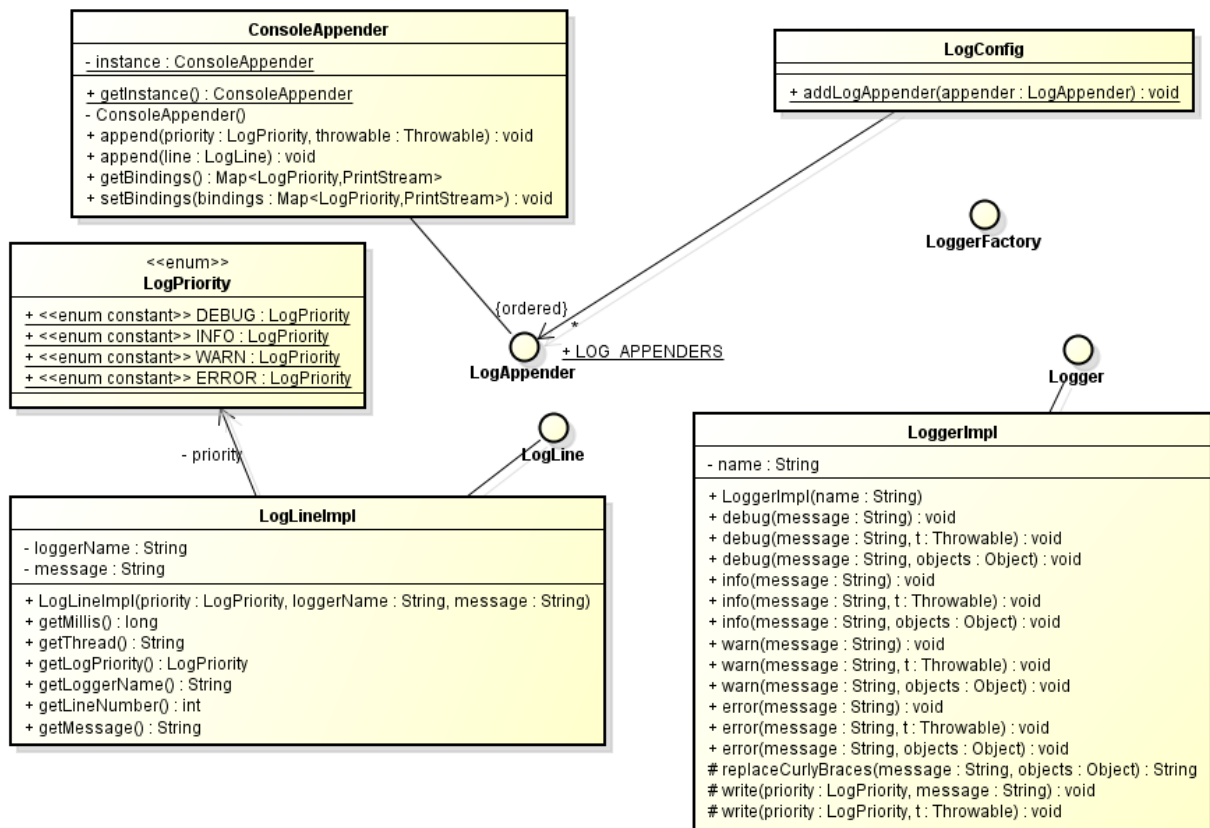 ConsoleAppender
- instance : ConsoleAppender
+ getInstance() : ConsoleAppender
- ConsoleAppender()
+ append(priority : LogPriority, throwable : Throwable) : void
+ append(line : LogLine) : void
+ getBindings() : Map<LogPriority,PrintStream>
+ setBindings(bindings : Map<LogPriority,PrintStream>) : void
LogConfig
+ addLogAppender(appender : LogAppender) : void
LoggerFactory
<<enum>>
LogPriority
+ <<enum constant>> DEBUG : LogPriority
+ <<enum constant>> INFO : LogPriority
+ <<enum constant>> WARN : LogPriority
+ <<enum constant>> ERROR : LogPriority
{ordered}
*
+ LOG_APPENDERS
LogAppender
Logger
- priority
LogLine
LogLineImpl
- loggerName : String
- message : String
+ LogLineImpl(priority : LogPriority, loggerName : String, message : String)
+ getMillis() : long
+ getThread() : String
+ getLogPriority() : LogPriority
+ getLoggerName() : String
+ getLineNumber() : int
+ getMessage() : String
LoggerImpl
- name : String
+ LoggerImpl(name : String)
+ debug(message : String) : void
+ debug(message : String, t : Throwable) : void
+ debug(message : String, objects : Object) : void
+ info(message : String) : void
+ info(message : String, t : Throwable) : void
+ info(message : String, objects : Object) : void
+ warn(message : String) : void
+ warn(message : String, t : Throwable) : void
+ warn(message : String, objects : Object) : void
+ error(message : String) : void
+ error(message : String, t : Throwable) : void
+ error(message : String, objects : Object) : void
# replaceCurlyBraces(message : String, objects : Object) : String
# write(priority : LogPriority, message : String) : void
# write(priority : LogPriority, t : Throwable) : void